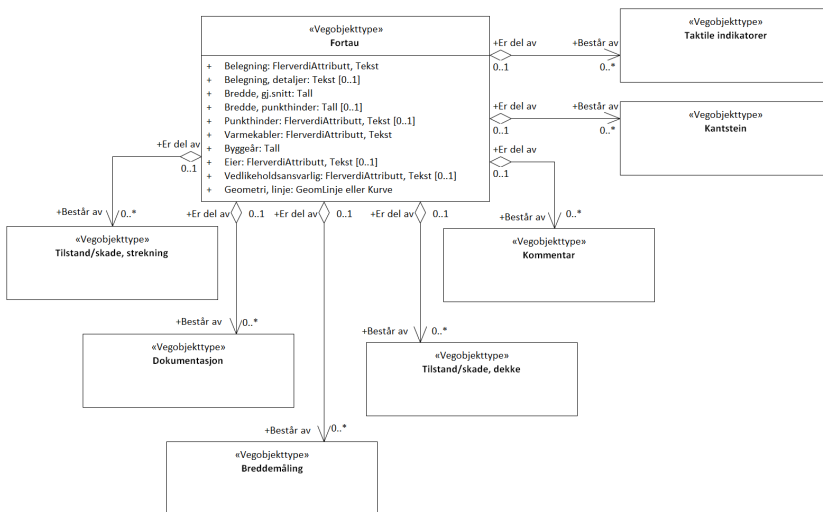 «Vegobjekttype»
Fortau
+ Belegning: FlerverdiAttributt, Tekst
+ Belegning, detaljer: Tekst [0..1]
+ Bredde, gj.snitt: Tall
+ Bredde, punkthinder: Tall [0..1]
+ Punkthinder: FlerverdiAttributt, Tekst [0..1]
+ Varmekabler: FlerverdiAttributt, Tekst
+ Byggeår: Tall
+ Eier: FlerverdiAttributt, Tekst [0..1]
+ Vedlikeholdsansvarlig: FlerverdiAttributt, Tekst [0..1]
+ Geometri, linje: GeomLinje eller Kurve
+Er del av
0..1
+Består av
0..*
«Vegobjekttype»
Taktile indikatorer
+Er del av
0..1
+Består av
0..*
«Vegobjekttype»
Kantstein
+Er del av
0..1
+Består av
0..*
«Vegobjekttype»
Kommentar
+Er del av
0..1
+Består av
0..*
«Vegobjekttype»
Tilstand/skade, strekning
+Er del av
0..1
+Består av
0..*
«Vegobjekttype»
Dokumentasjon
+Er del av
0..1
+Består av
0..*
«Vegobjekttype»
Breddemåling
+Er del av
0..1
+Består av
0..*
«Vegobjekttype»
Tilstand/skade, dekke